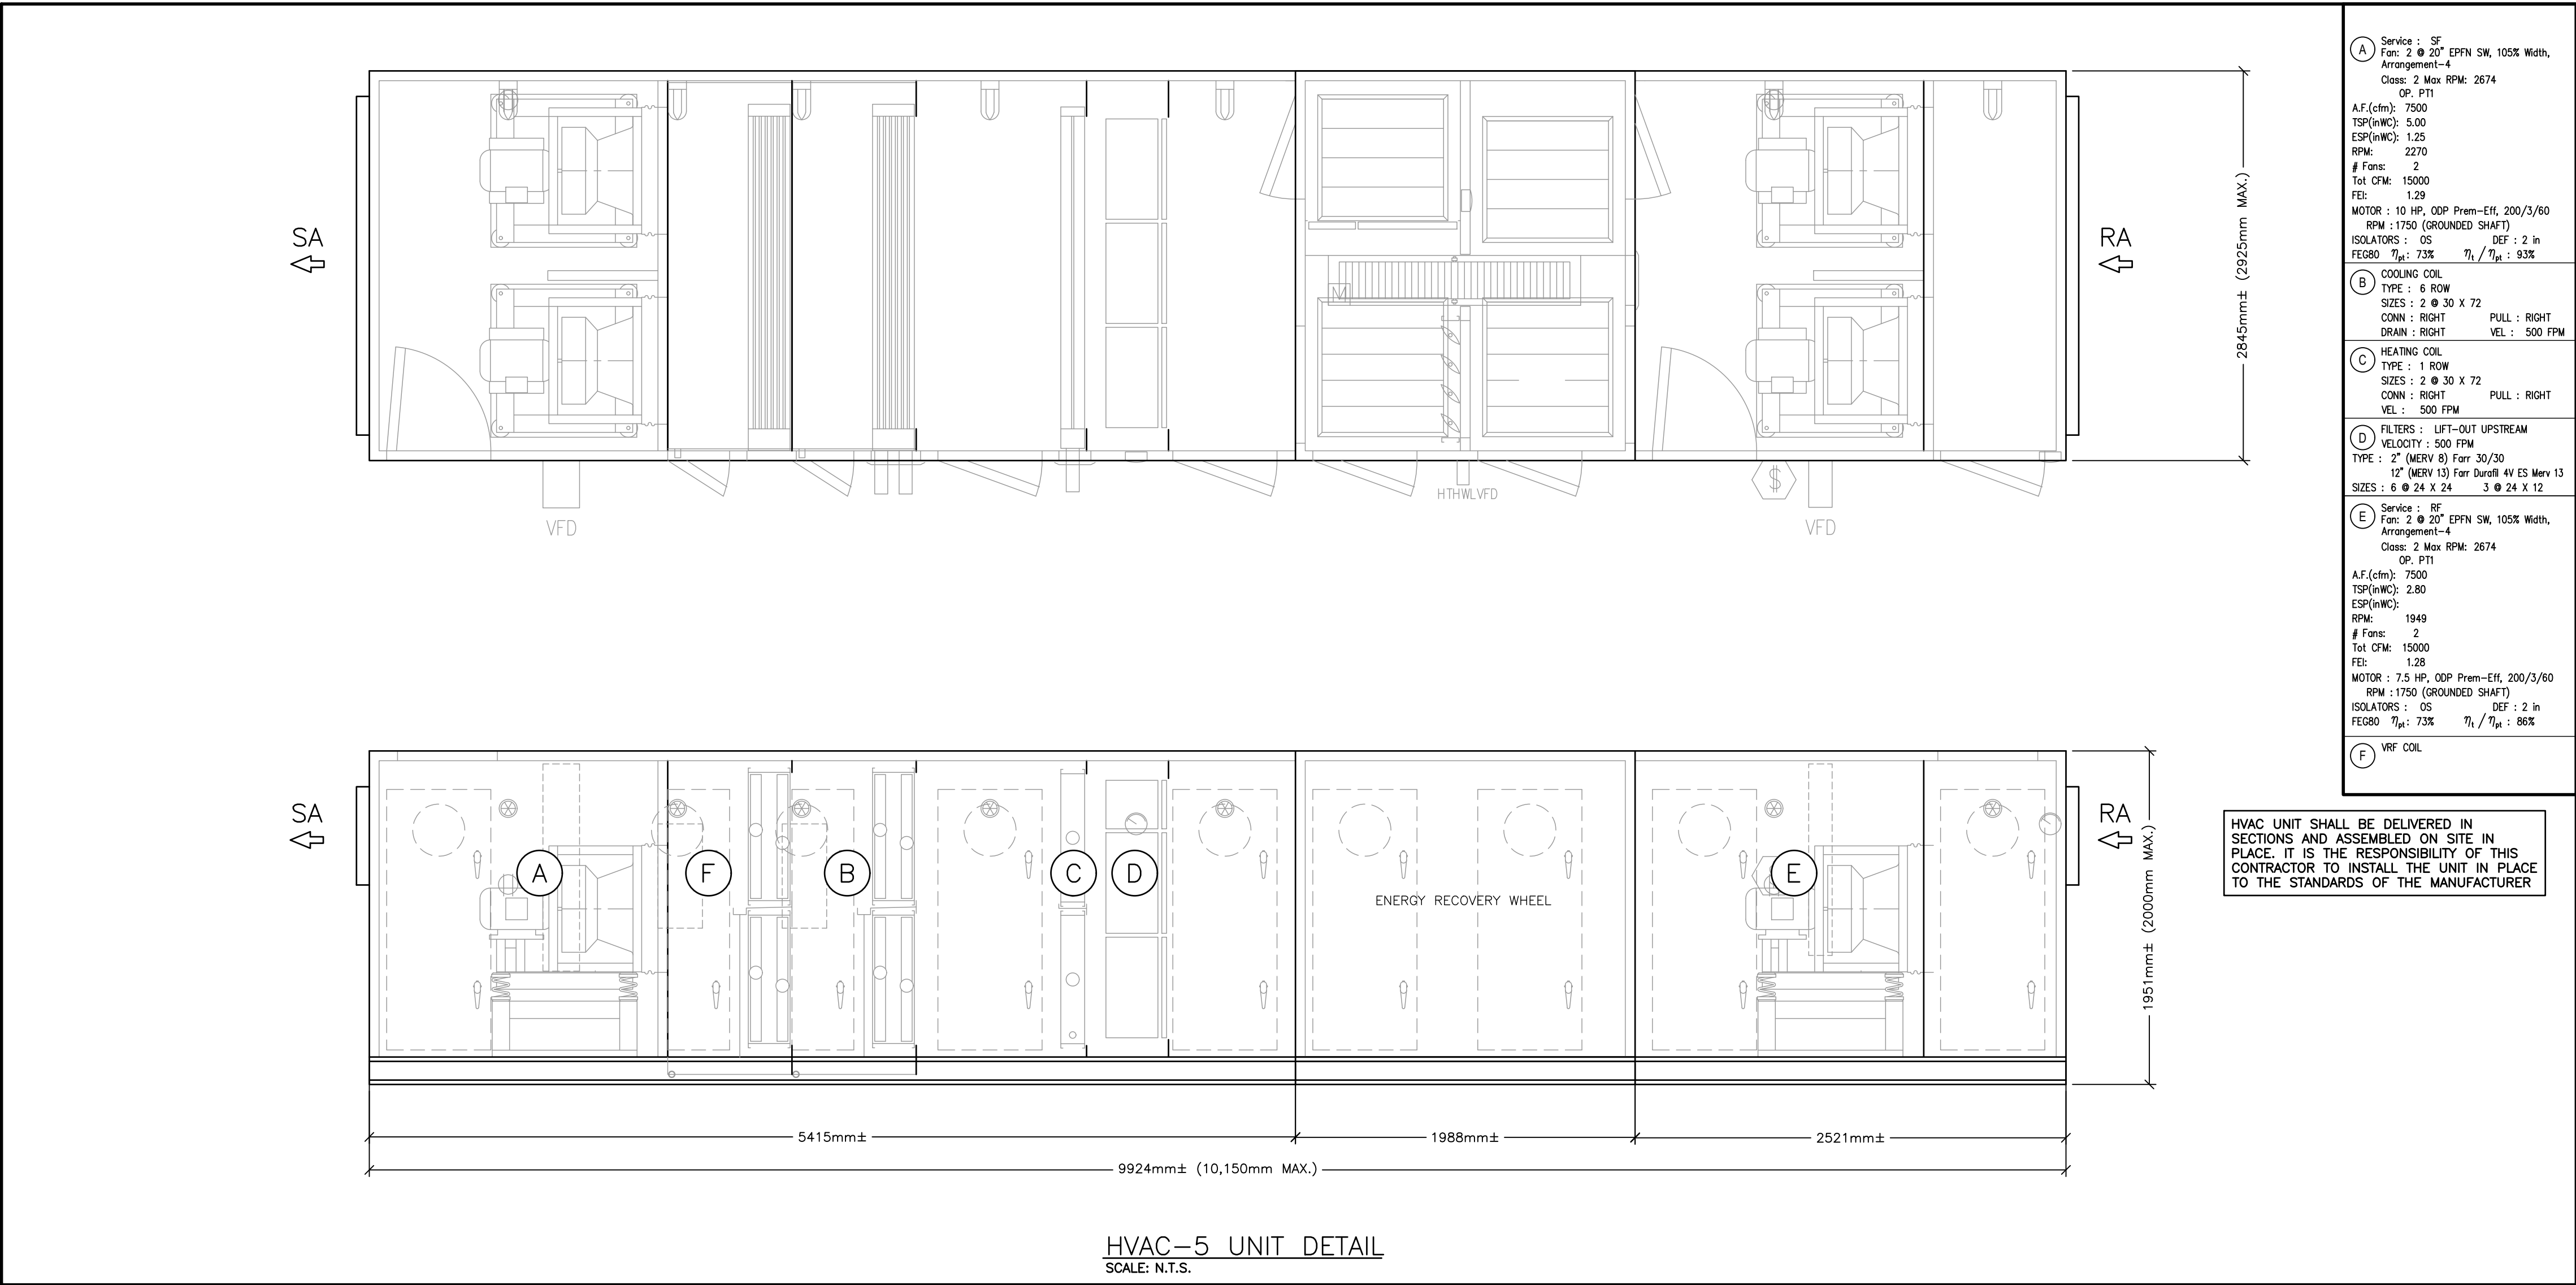 SA
RA
2845mm± (2925mm MAX.)
VFD
HTHWLVFD
$
VFD
M
SA
RA
A
F
B
C
D
E
ENERGY RECOVERY WHEEL
1951mm± (2000mm MAX.)
5415mm±
1988mm±
2521mm±
9924mm± (10,150mm MAX.)
HVAC-5 UNIT DETAIL
SCALE: N.T.S.
A
Service : SF
Fan: 2 @ 20" EPFN SW, 105% Width,
Arrangement-4
Class: 2 Max RPM: 2674
OP. PT1
A.F.(cfm): 7500
TSP(inWC): 5.00
ESP(inWC): 1.25
RPM: 2270
# Fans: 2
Tot CFM: 15000
FEI: 1.29
MOTOR : 10 HP, ODP Prem-Eff, 200/3/60
RPM : 1750 (GROUNDED SHAFT)
ISOLATORS : OS DEF : 2 in
FEG80 ηpt: 73% ηt / ηpt : 93%
B
COOLING COIL
TYPE : 6 ROW
SIZES : 2 @ 30 X 72
CONN : RIGHT PULL : RIGHT
DRAIN : RIGHT VEL : 500 FPM
C
HEATING COIL
TYPE : 1 ROW
SIZES : 2 @ 30 X 72
CONN : RIGHT PULL : RIGHT
VEL : 500 FPM
D
FILTERS : LIFT-OUT UPSTREAM
VELOCITY : 500 FPM
TYPE : 2" (MERV 8) Farr 30/30
12" (MERV 13) Farr Durafil 4V ES Merv 13
SIZES : 6 @ 24 X 24 3 @ 24 X 12
E
Service : RF
Fan: 2 @ 20" EPFN SW, 105% Width,
Arrangement-4
Class: 2 Max RPM: 2674
OP. PT1
A.F.(cfm): 7500
TSP(inWC): 2.80
ESP(inWC):
RPM: 1949
# Fans: 2
Tot CFM: 15000
FEI: 1.28
MOTOR : 7.5 HP, ODP Prem-Eff, 200/3/60
RPM : 1750 (GROUNDED SHAFT)
ISOLATORS : OS DEF : 2 in
FEG80 ηpt: 73% ηt / ηpt : 86%
F
VRF COIL
HVAC UNIT SHALL BE DELIVERED IN
SECTIONS AND ASSEMBLED ON SITE IN
PLACE. IT IS THE RESPONSIBILITY OF THIS
CONTRACTOR TO INSTALL THE UNIT IN PLACE
TO THE STANDARDS OF THE MANUFACTURER